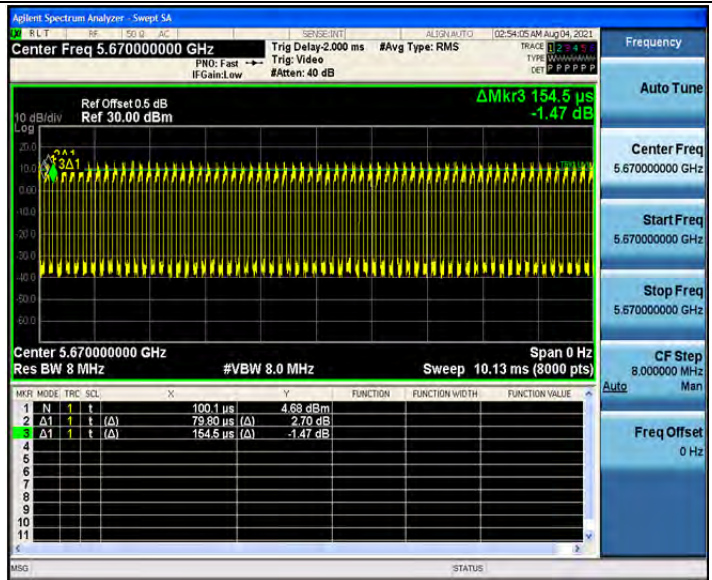 Agilent Spectrum Analyzer - Swept SA
RLT RF 50 Ω AC SENSE:INT ALIGNAUTO 02:54:05 AM Aug 04, 2021
Center Freq 5.670000000 GHz
PNO: Fast
IFGain:Low
Trig Delay-2.000 ms
Trig: Video
#Atten: 40 dB
#Avg Type: RMS
TRACE 1 2 3 4 5 6
TYPE
DET P P P P P P
Frequency
Auto Tune
Center Freq
5.670000000 GHz
Start Freq
5.670000000 GHz
Stop Freq
5.670000000 GHz
CF Step
8.000000 MHz
Auto Man
Freq Offset
0 Hz
Ref Offset 0.5 dB
10 dB/div Ref 30.00 dBm
Log
ΔMkr3 154.5 µs
-1.47 dB
20.0
10.0
0.00
-10.0
-20.0
-30.0
-40.0
-50.0
-60.0
3Δ1
Center 5.670000000 GHz Span 0 Hz
Res BW 8 MHz #VBW 8.0 MHz Sweep 10.13 ms (8000 pts)
MKR MODE TRC SCL X Y FUNCTION FUNCTION WIDTH FUNCTION VALUE
1 N 1 t 100.1 µs 4.68 dBm
2 Δ1 1 t (Δ) 79.80 µs (Δ) 2.70 dB
3 Δ1 1 t (Δ) 154.5 µs (Δ) -1.47 dB
4
5
6
7
8
9
10
11
MSG STATUS